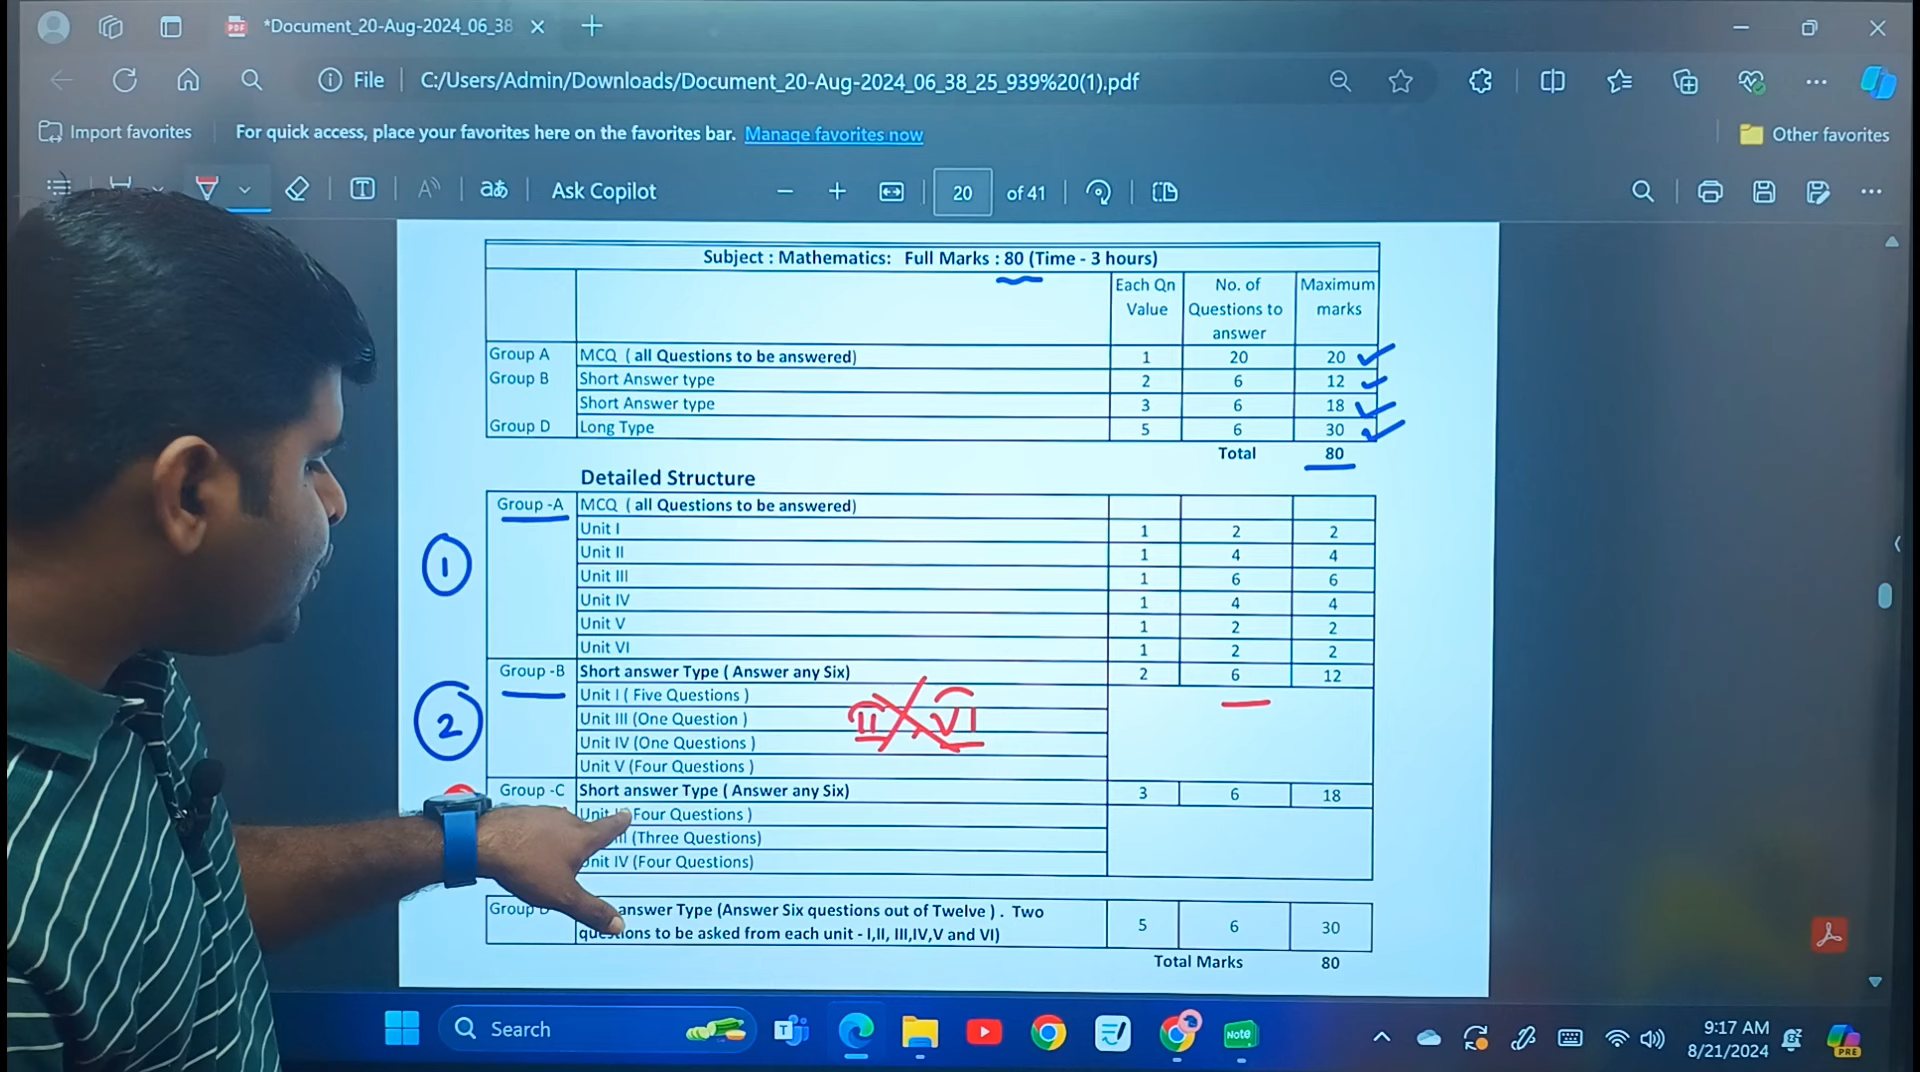 *Document_20-Aug-2024_06_38
File
C:/Users/Admin/Downloads/Document_20-Aug-2024_06_38_25_939%20(1).pdf
Import favorites
For quick access, place your favorites here on the favorites bar. Manage favorites now
Other favorites
Ask Copilot
20 of 41
Subject : Mathematics: Full Marks : 80 (Time - 3 hours)
Each Qn Value
No. of Questions to answer
Maximum marks
Group A MCQ ( all Questions to be answered) 1 20 20
Group B Short Answer type 2 6 12
Short Answer type 3 6 18
Group D Long Type 5 6 30
Total 80
Detailed Structure
Group -A MCQ ( all Questions to be answered)
Unit I 1 2 2
Unit II 1 4 4
Unit III 1 6 6
Unit IV 1 4 4
Unit V 1 2 2
Unit VI 1 2 2
1
Group -B Short answer Type ( Answer any Six) 2 6 12
Unit I ( Five Questions )
Unit III (One Question )
Unit IV (One Questions )
Unit V (Four Questions )
2
II VI
Group -C Short answer Type ( Answer any Six) 3 6 18
Unit Four Questions )
(Three Questions)
Unit IV (Four Questions)
Group answer Type (Answer Six questions out of Twelve ) . Two 5 6 30
questions to be asked from each unit - I,II, III,IV,V and VI)
Total Marks 80
Search
Note
PRE
9:17 AM
8/21/2024